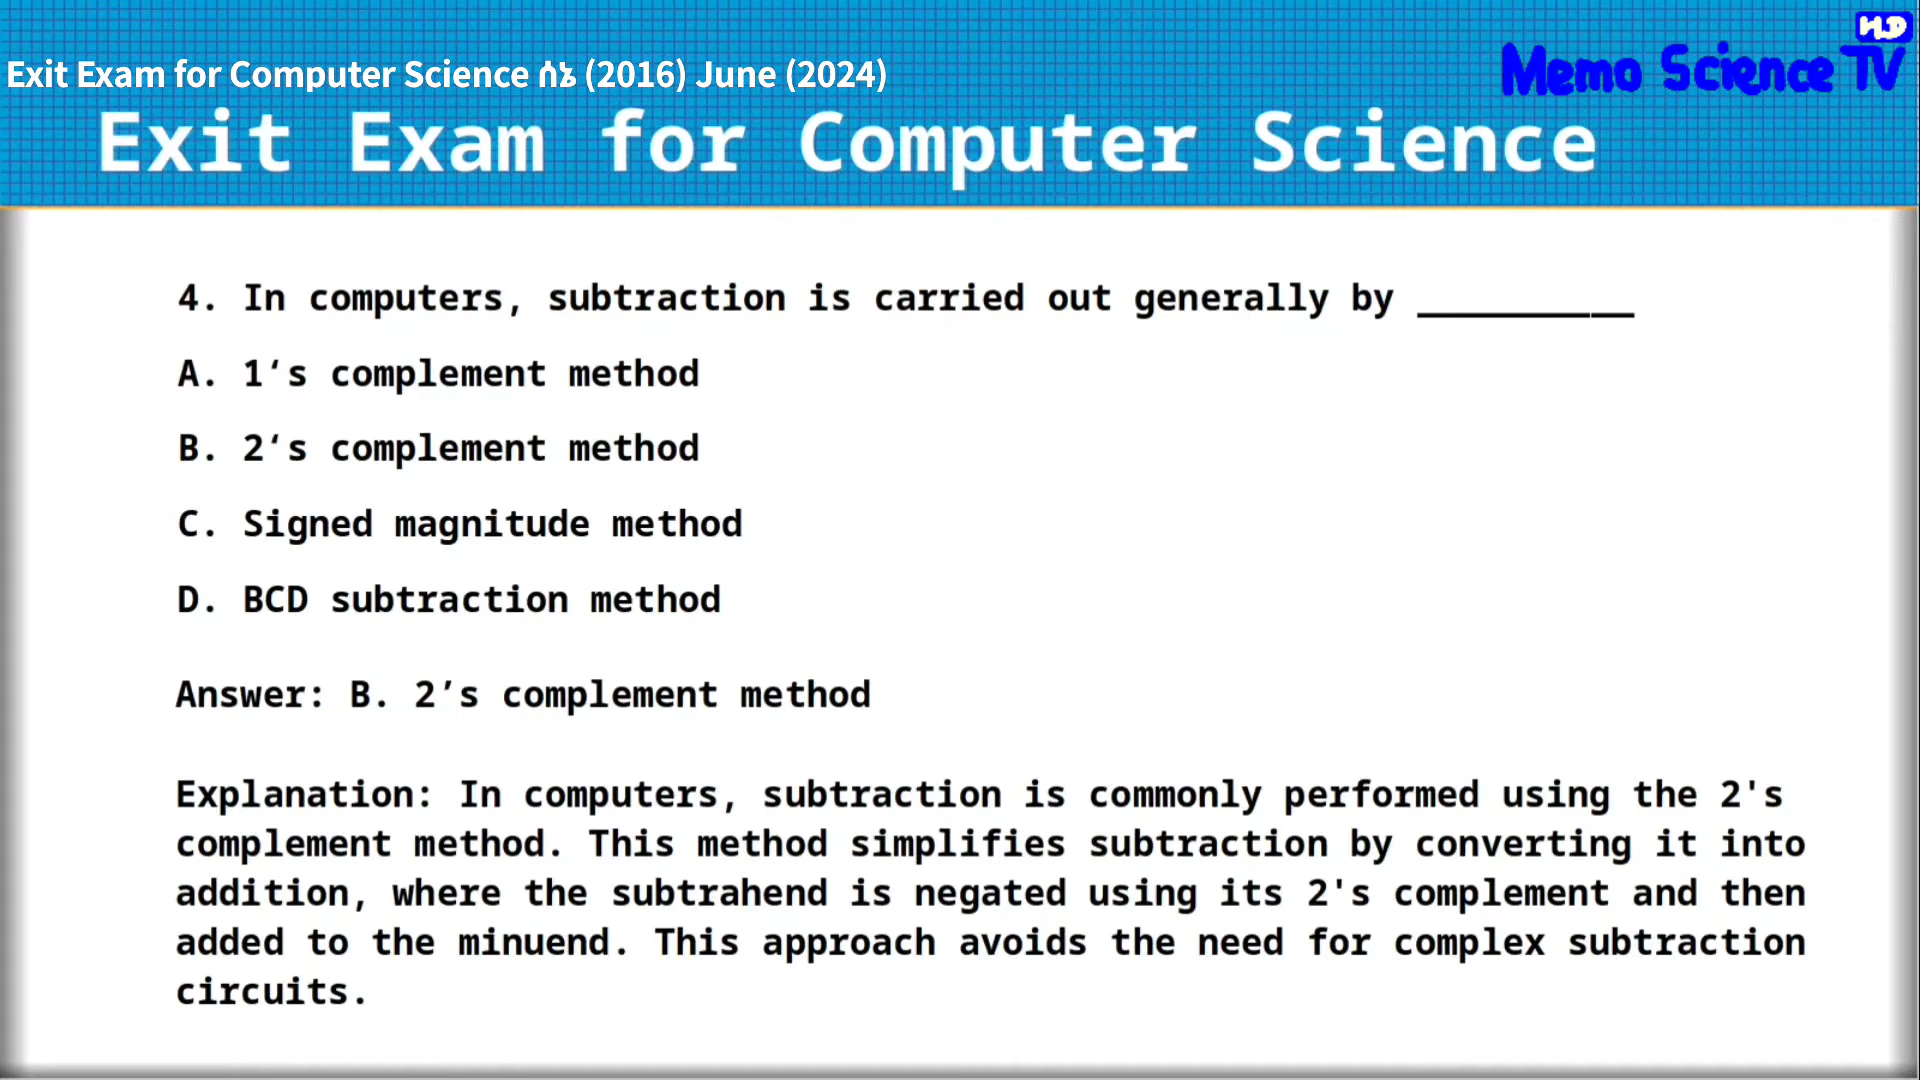 HD
Exit Exam for Computer Science ሰኔ (2016) June (2024)
Memo Science TV
Exit Exam for Computer Science
4. In computers, subtraction is carried out generally by __________
A. 1‘s complement method
B. 2‘s complement method
C. Signed magnitude method
D. BCD subtraction method
Answer: B. 2’s complement method
Explanation: In computers, subtraction is commonly performed using the 2's
complement method. This method simplifies subtraction by converting it into
addition, where the subtrahend is negated using its 2's complement and then
added to the minuend. This approach avoids the need for complex subtraction
circuits.